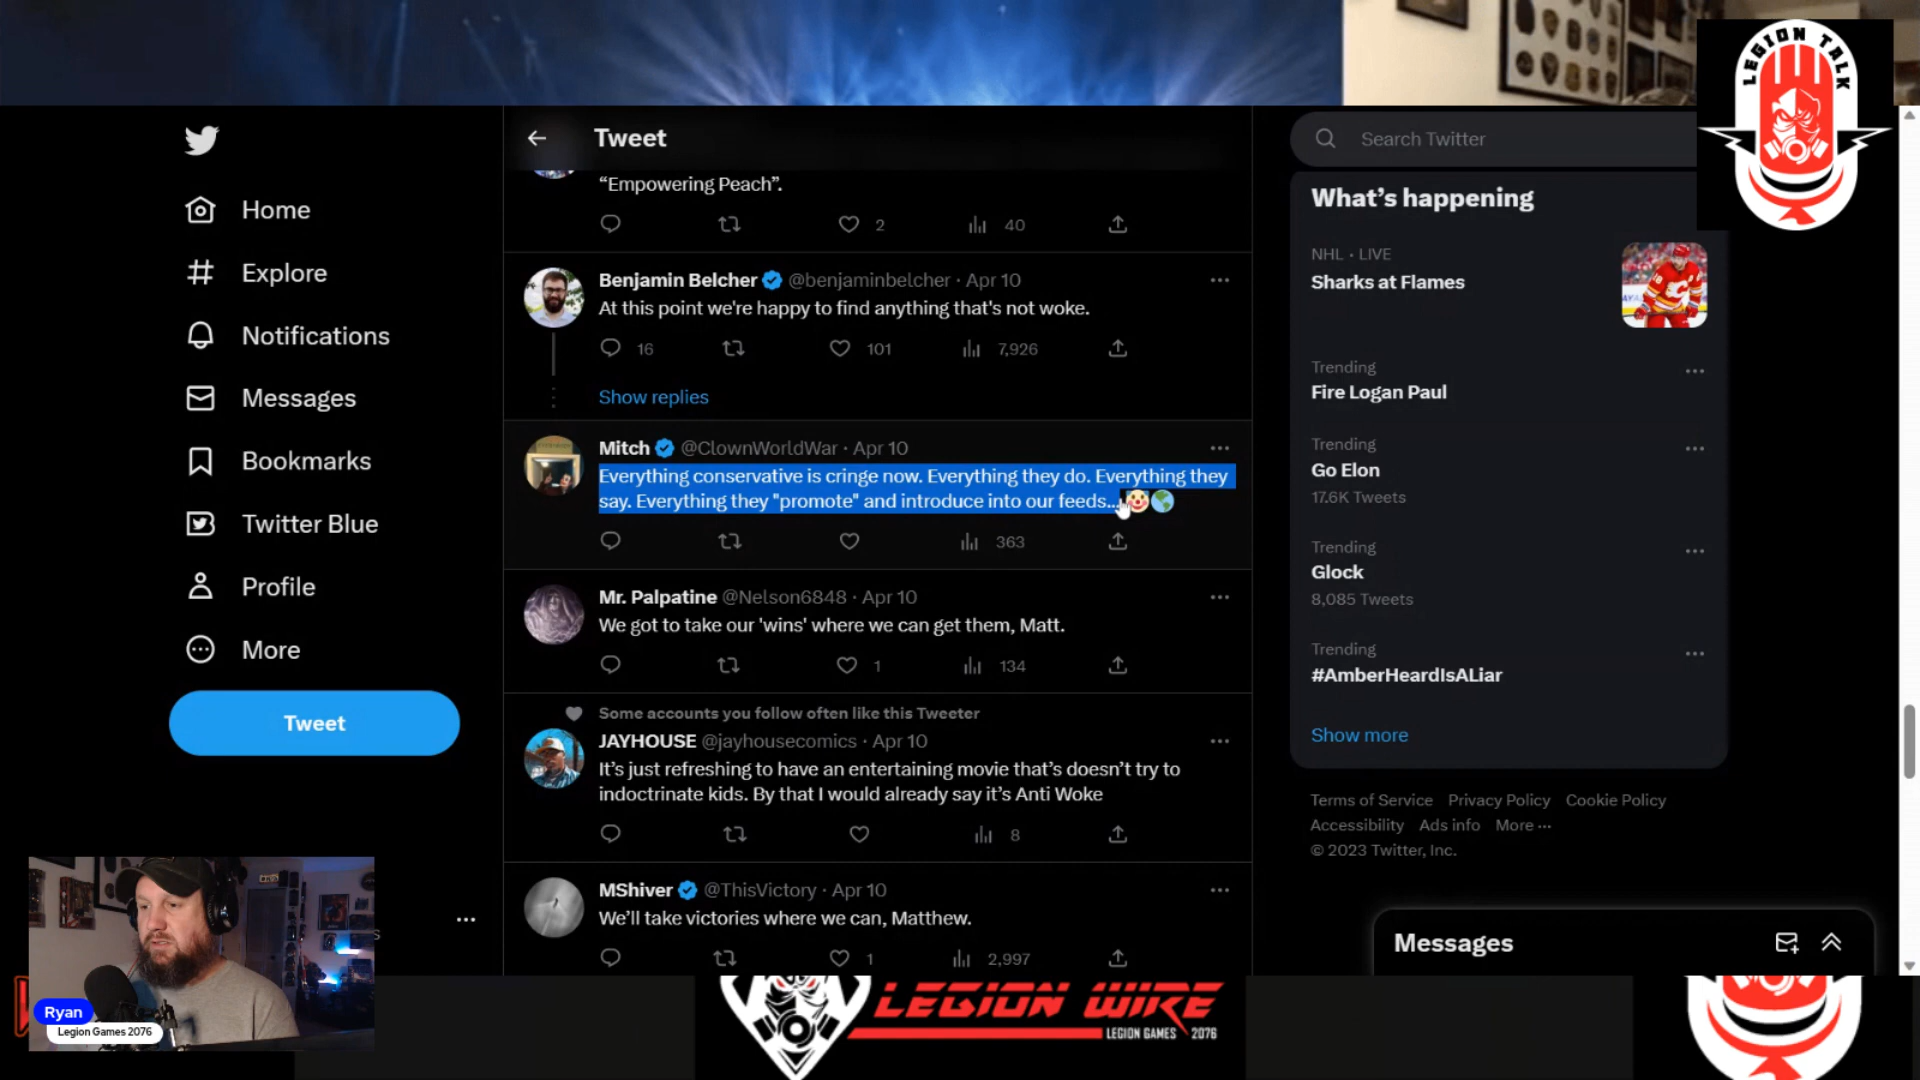 LEGION TALK
Tweet
Search Twitter
"Empowering Peach".
2
40
What's happening
Home
NHL · LIVE
Sharks at Flames
Explore
Benjamin Belcher @benjaminbelcher · Apr 10
At this point we're happy to find anything that's not woke.
Notifications
16
101
7,926
Trending
Fire Logan Paul
Messages
Show replies
Trending
Go Elon
17.6K Tweets
Mitch @ClownWorldWar · Apr 10
Everything conservative is cringe now. Everything they do. Everything they
say. Everything they "promote" and introduce into our feeds...🤡🌎
Bookmarks
Twitter Blue
363
Trending
Glock
8,085 Tweets
Profile
Mr. Palpatine @Nelson6848 · Apr 10
We got to take our 'wins' where we can get them, Matt.
More
1
134
Trending
#AmberHeardIsALiar
Tweet
Some accounts you follow often like this Tweeter
JAYHOUSE @jayhousecomics · Apr 10
It's just refreshing to have an entertaining movie that's doesn't try to
indoctrinate kids. By that I would already say it's Anti Woke
Show more
8
Terms of Service Privacy Policy Cookie Policy
Accessibility Ads info More ···
© 2023 Twitter, Inc.
MShiver @ThisVictory · Apr 10
We'll take victories where we can, Matthew.
1
2,997
Messages
Ryan
Legion Games 2076
LEGION WIRE
LEGION GAMES 2076